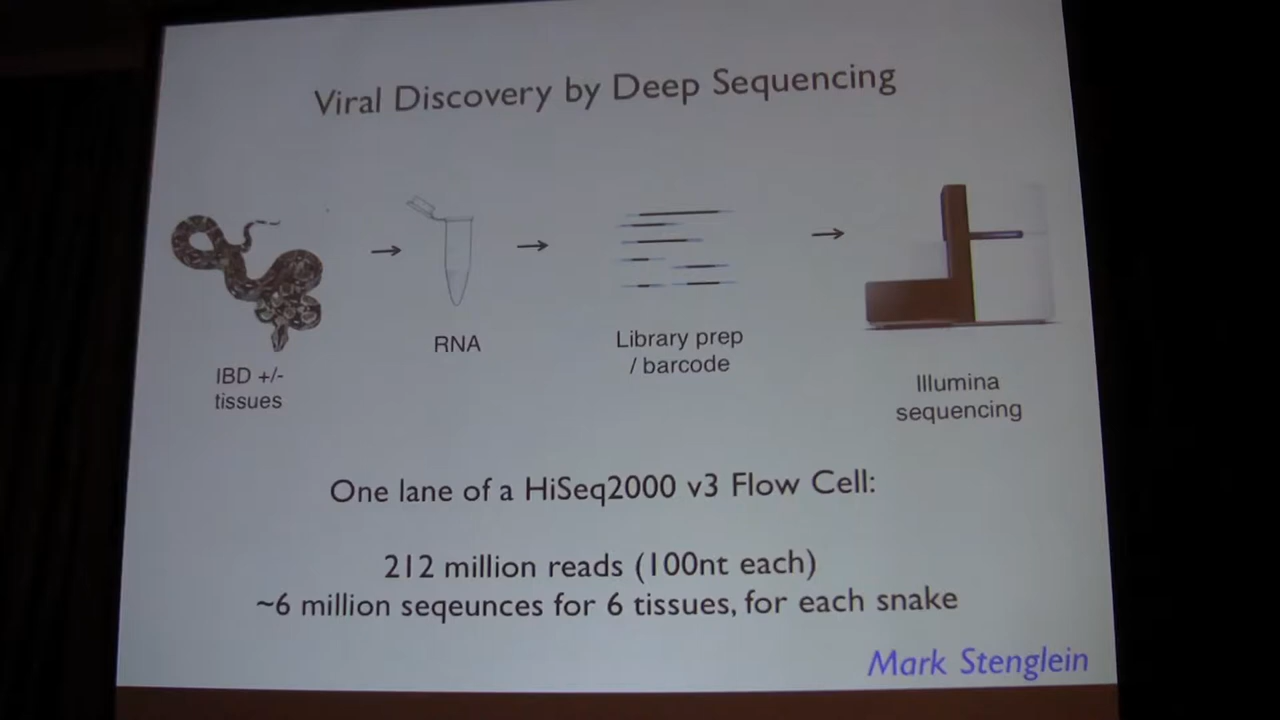 Viral Discovery by Deep Sequencing
IBD +/-
tissues
RNA
Library prep
/ barcode
Illumina
sequencing
One lane of a HiSeq2000 v3 Flow Cell:
212 million reads (100nt each)
~6 million seqeunces for 6 tissues, for each snake
Mark Stenglein